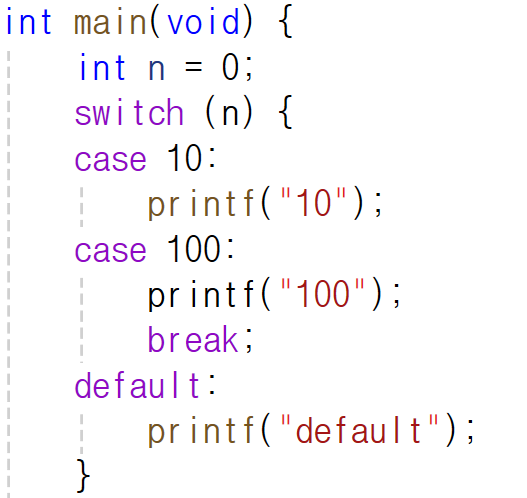 int main(void) {
int n = 0;
switch (n) {
case 10:
printf("10");
case 100:
printf("100");
break;
default:
printf("default");
}